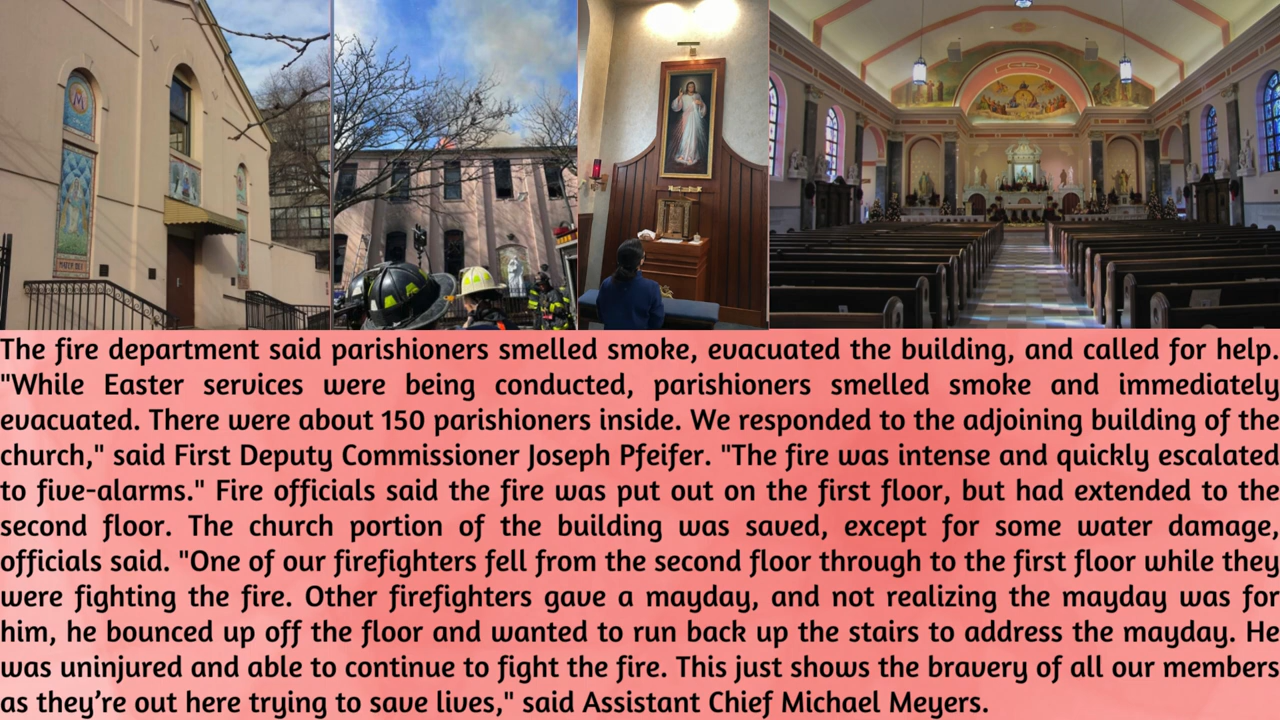 The fire department said parishioners smelled smoke, evacuated the building, and called for help.
"While Easter services were being conducted, parishioners smelled smoke and immediately
evacuated. There were about 150 parishioners inside. We responded to the adjoining building of the
church," said First Deputy Commissioner Joseph Pfeifer. "The fire was intense and quickly escalated
to five-alarms." Fire officials said the fire was put out on the first floor, but had extended to the
second floor. The church portion of the building was saved, except for some water damage,
officials said. "One of our firefighters fell from the second floor through to the first floor while they
were fighting the fire. Other firefighters gave a mayday, and not realizing the mayday was for
him, he bounced up off the floor and wanted to run back up the stairs to address the mayday. He
was uninjured and able to continue to fight the fire. This just shows the bravery of all our members
as they’re out here trying to save lives," said Assistant Chief Michael Meyers.